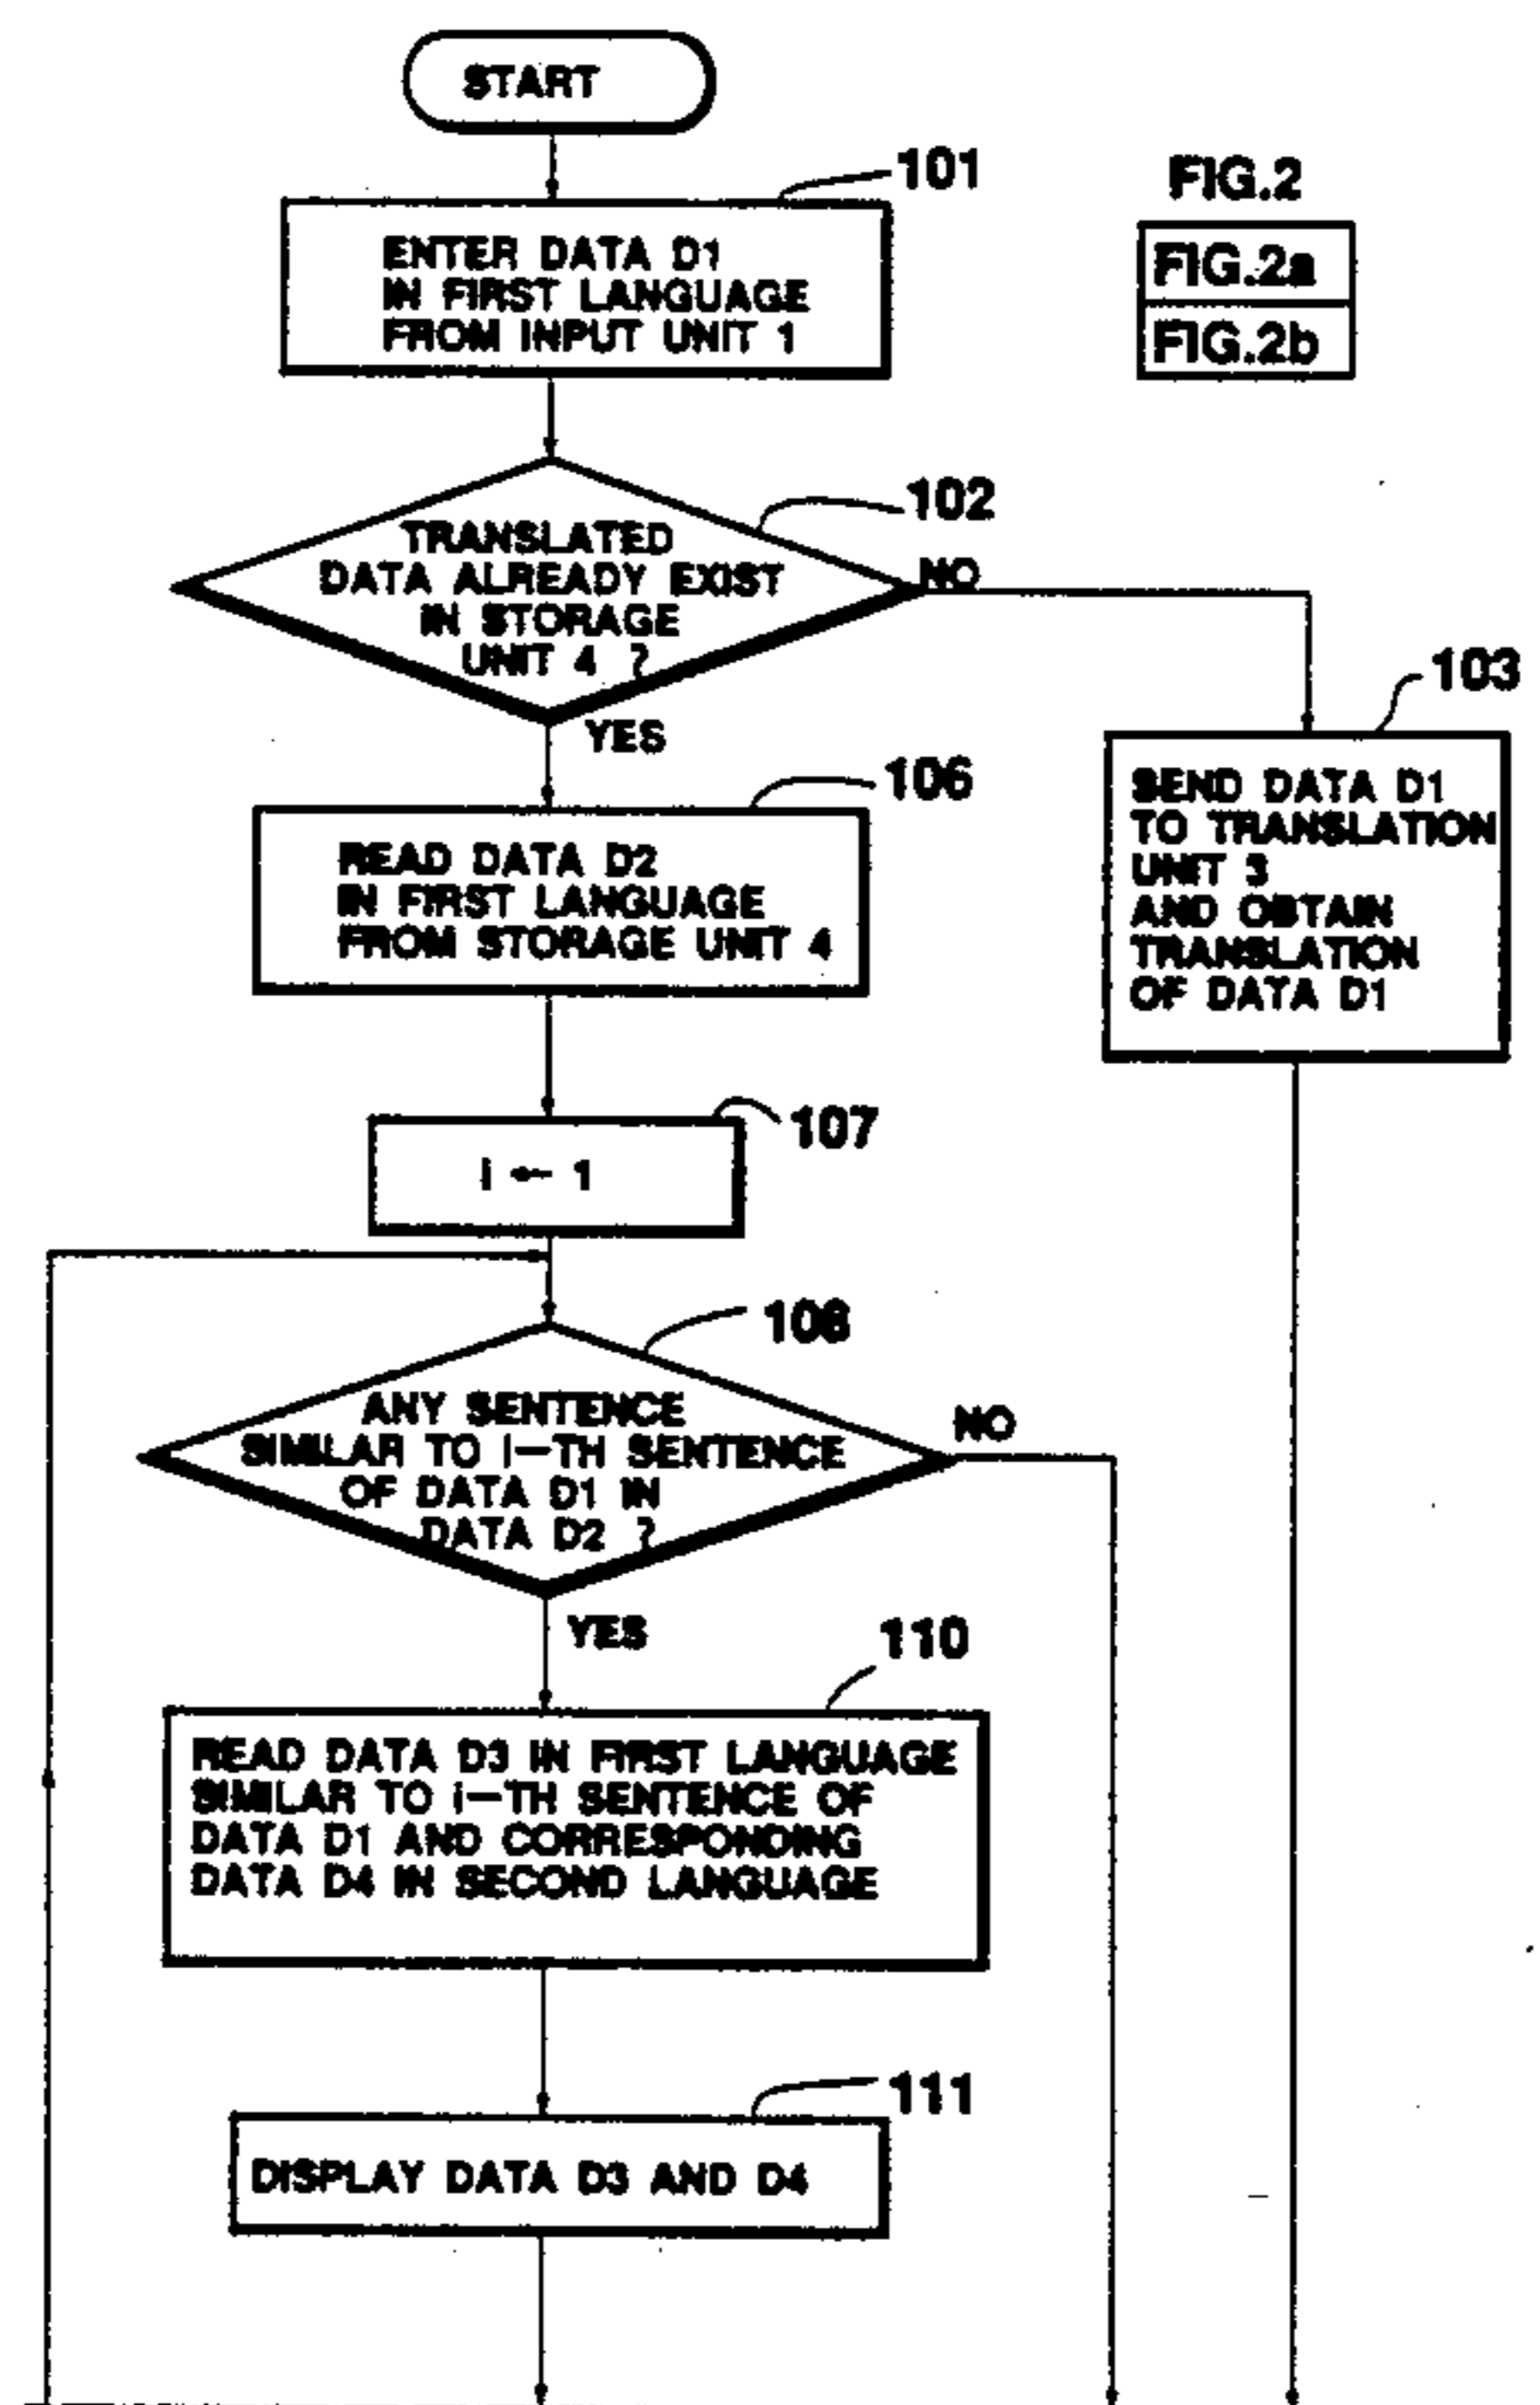 START
101
FIG.2
FIG.2a
FIG.2b
ENTER DATA D1
IN FIRST LANGUAGE
FROM INPUT UNIT 1
102
TRANSLATED
DATA ALREADY EXIST
IN STORAGE
UNIT 4 ?
NO
YES
103
SEND DATA D1
TO TRANSLATION
UNIT 3
AND OBTAIN
TRANSLATION
OF DATA D1
106
READ DATA D2
IN FIRST LANGUAGE
FROM STORAGE UNIT 4
107
i ← 1
108
ANY SENTENCE
SIMILAR TO i-TH SENTENCE
OF DATA D1 IN
DATA D2 ?
NO
YES
110
READ DATA D3 IN FIRST LANGUAGE
SIMILAR TO i-TH SENTENCE OF
DATA D1 AND CORRESPONDING
DATA D4 IN SECOND LANGUAGE
111
DISPLAY DATA D3 AND D4